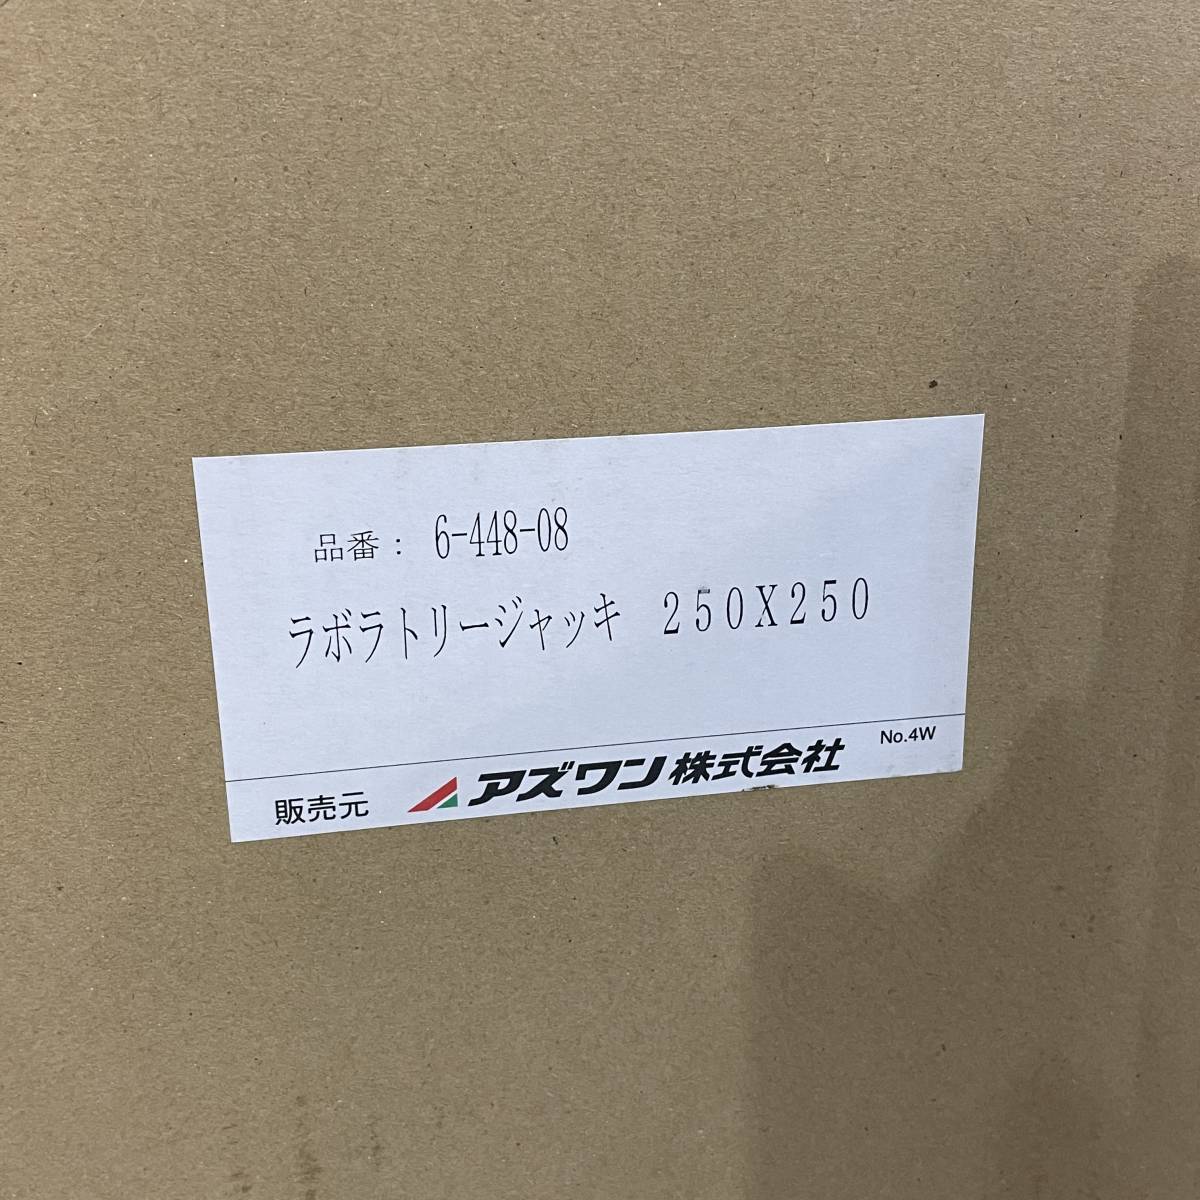 品番： 6-448-08
ラボラトリージャッキ ２５０Ｘ２５０
販売元 アズワン株式会社 No.4W